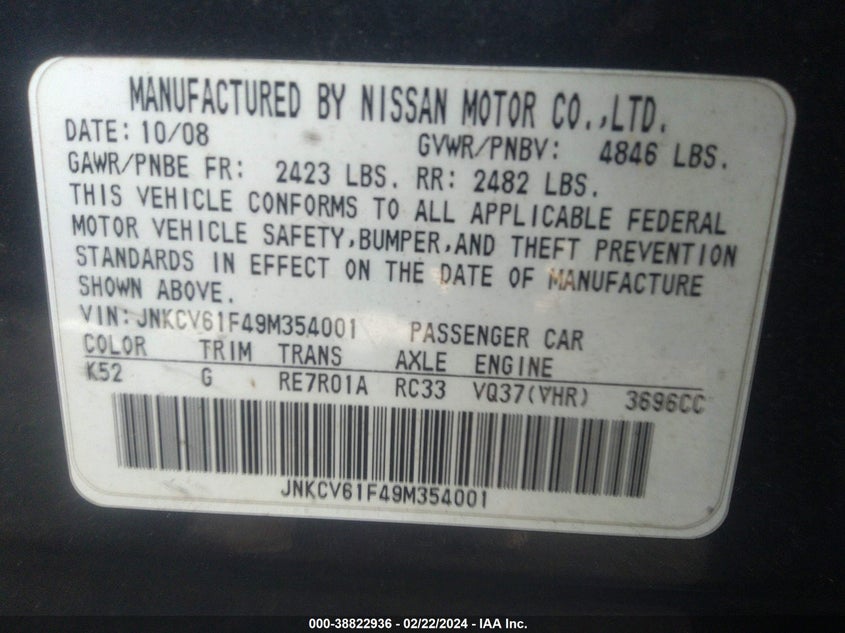 MANUFACTURED BY NISSAN MOTOR CO.,LTD.
DATE: 10/08 GVWR/PNBV: 4846 LBS.
GAWR/PNBE FR: 2423 LBS. RR: 2482 LBS.
THIS VEHICLE CONFORMS TO ALL APPLICABLE FEDERAL
MOTOR VEHICLE SAFETY,BUMPER,AND THEFT PREVENTION
STANDARDS IN EFFECT ON THE DATE OF MANUFACTURE
SHOWN ABOVE.
VIN:JNKCV61F49M354001 PASSENGER CAR
COLOR TRIM TRANS AXLE ENGINE
K52 G RE7R01A RC33 VQ37(VHR) 3696CC
JNKCV61F49M354001
000-38822936 - 02/22/2024 - IAA Inc.